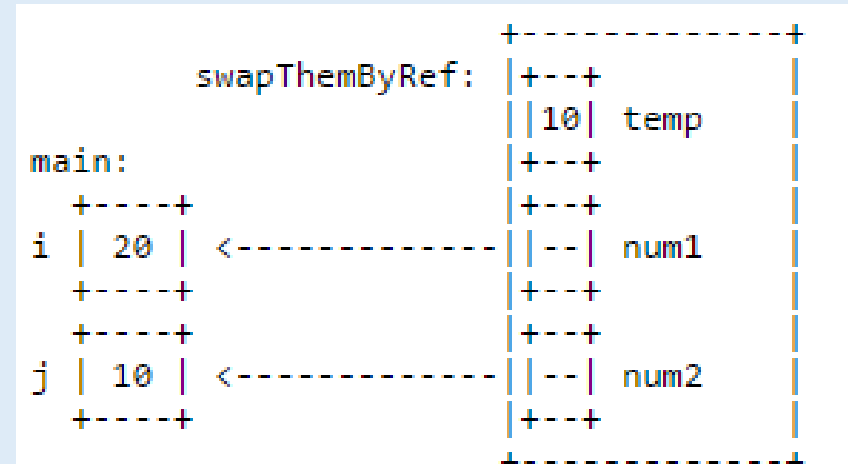 +-------------+
          swapThemByRef:    |+--+         |
                            ||10| temp    |
main:                       |+--+         |
  +----+                    |+--+         |
i | 20 | <------------------||--| num1    |
  +----+                    |+--+         |
  +----+                    |+--+         |
j | 10 | <------------------||--| num2    |
  +----+                    |+--+         |
                            +-------------+